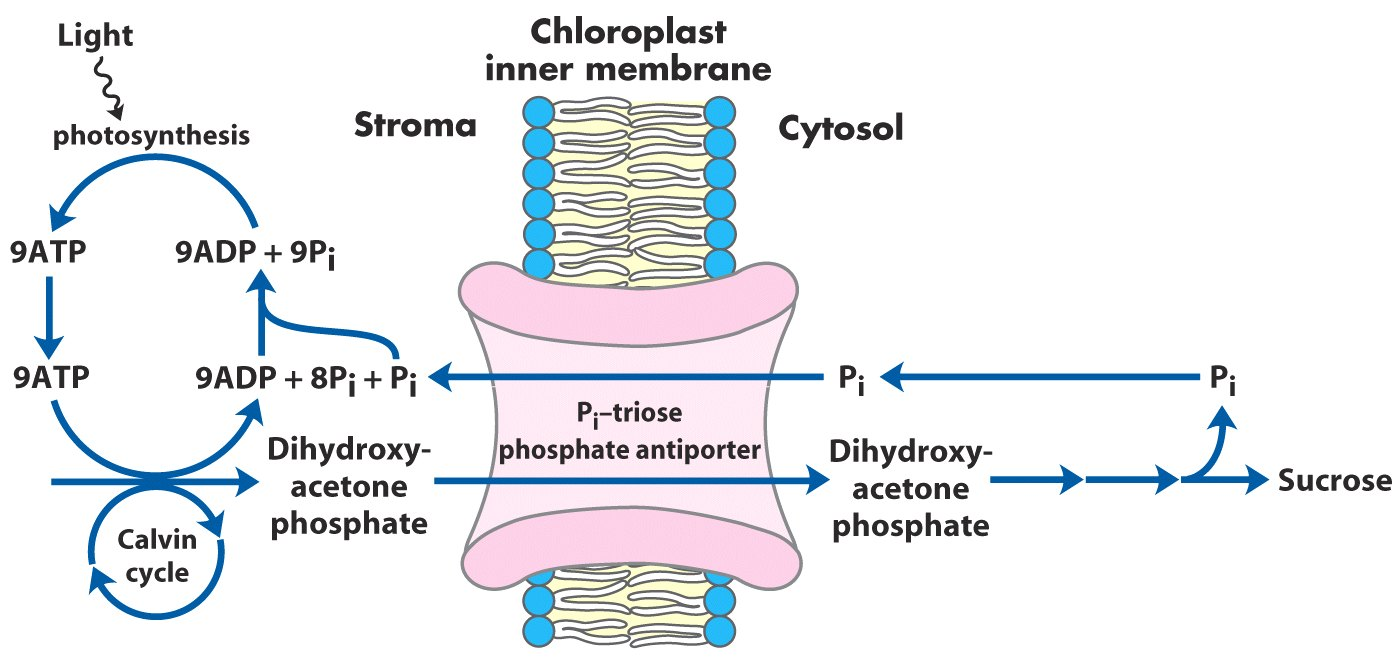 Light
photosynthesis
Chloroplast
inner membrane
Stroma
Cytosol
9ATP
9ADP + 9Pi
9ATP
9ADP + 8Pi + Pi
Pi
Pi
Pi–triose
phosphate antiporter
Dihydroxy-
acetone
phosphate
Dihydroxy-
acetone
phosphate
Sucrose
Calvin
cycle